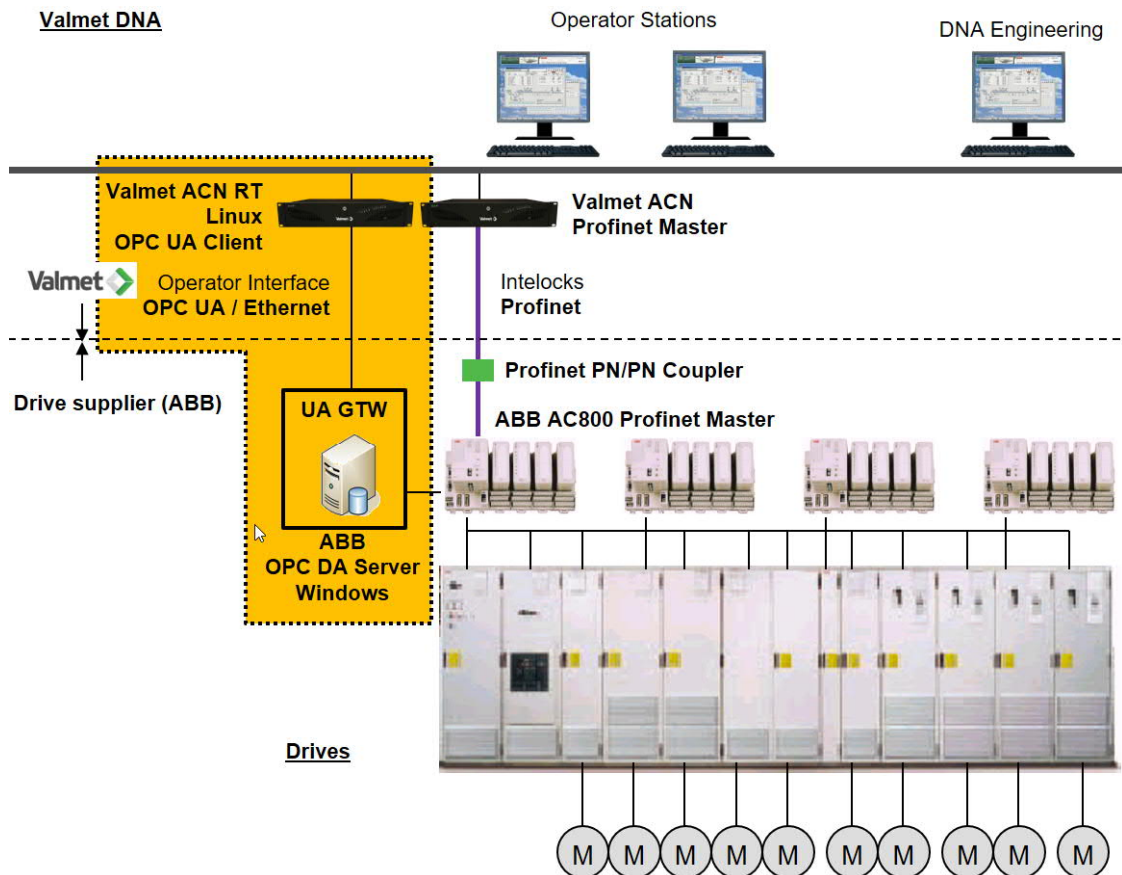 Valmet DNA
Operator Stations
DNA Engineering
Valmet ACN RT
Linux
OPC UA Client
Valmet ACN
Profinet Master
Valmet
Operator Interface
OPC UA / Ethernet
Intelocks
Profinet
Profinet PN/PN Coupler
Drive supplier (ABB)
UA GTW
ABB AC800 Profinet Master
ABB
OPC DA Server
Windows
Drives
M M M M M M M M M M